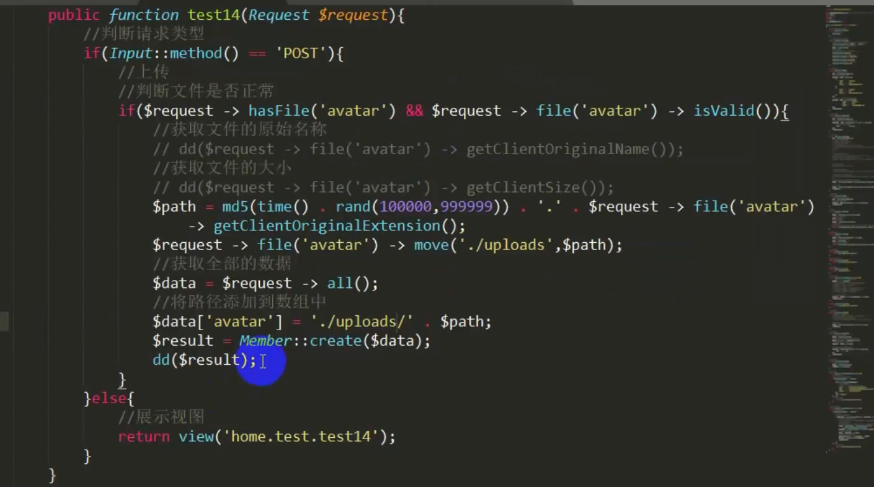 public function test14(Request $request){
//判断请求类型
if(Input::method() == 'POST'){
//上传
//判断文件是否正常
if($request -> hasFile('avatar') && $request -> file('avatar') -> isValid()){
//获取文件的原始名称
// dd($request -> file('avatar') -> getClientOriginalName());
//获取文件的大小
// dd($request -> file('avatar') -> getClientSize());
$path = md5(time() . rand(100000,999999)) . '.' . $request -> file('avatar')
-> getClientOriginalExtension();
$request -> file('avatar') -> move('./uploads',$path);
//获取全部的数据
$data = $request -> all();
//将路径添加到数组中
$data['avatar'] = './uploads/' . $path;
$result = Member::create($data);
dd($result);
}
}else{
//展示视图
return view('home.test.test14');
}
}